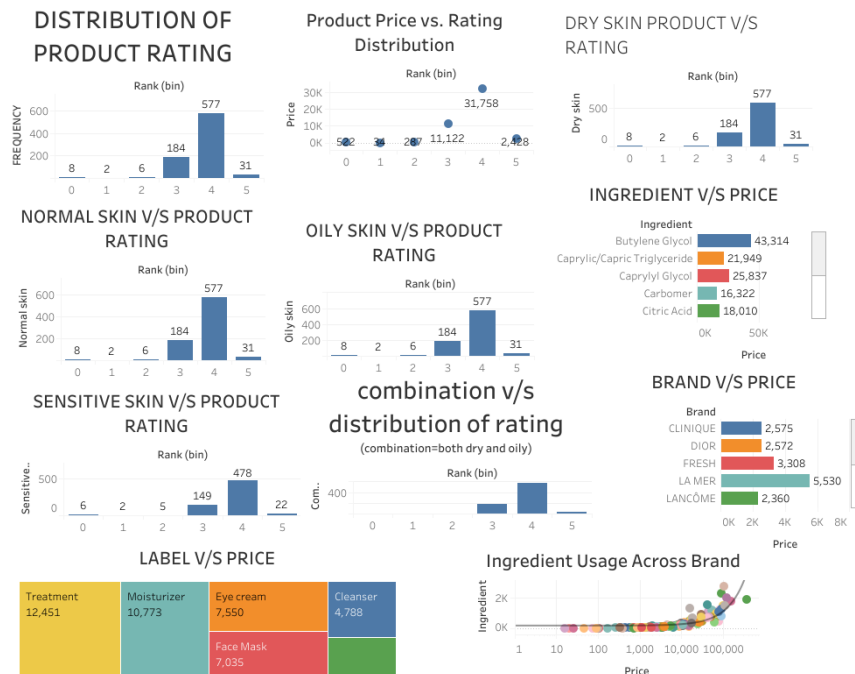 DISTRIBUTION OF
PRODUCT RATING
Rank (bin)
FREQUENCY
600
400
200
8
2
6
184
577
31
0 1 2 3 4 5
Product Price vs. Rating
Distribution
Rank (bin)
Price
30K
20K
10K
0K
522
34
287
11,122
31,758
2,428
0 1 2 3 4 5
DRY SKIN PRODUCT V/S
RATING
Rank (bin)
Dry skin
500
0
8
2
6
184
577
31
0 1 2 3 4 5
NORMAL SKIN V/S PRODUCT
RATING
Rank (bin)
Normal skin
600
400
200
8
2
6
184
577
31
0 1 2 3 4 5
OILY SKIN V/S PRODUCT
RATING
Rank (bin)
Oily skin
600
400
200
8
2
6
184
577
31
0 1 2 3 4 5
INGREDIENT V/S PRICE
Ingredient
Butylene Glycol 43,314
Caprylic/Capric Triglyceride 21,949
Caprylyl Glycol 25,837
Carbomer 16,322
Citric Acid 18,010
0K 50K
Price
SENSITIVE SKIN V/S PRODUCT
RATING
Rank (bin)
Sensitive..
500
0
6
2
5
149
478
22
0 1 2 3 4 5
combination v/s
distribution of rating
(combination=both dry and oily)
Rank (bin)
Com..
400
0 1 2 3 4 5
BRAND V/S PRICE
Brand
CLINIQUE 2,575
DIOR 2,572
FRESH 3,308
LA MER 5,530
LANCÔME 2,360
0K 2K 4K 6K 8K
Price
LABEL V/S PRICE
Treatment
12,451
Moisturizer
10,773
Eye cream
7,550
Face Mask
7,035
Cleanser
4,788
Ingredient Usage Across Brand
Ingredient
2K
0K
1 10 100 1,000 10,000 100,000
Price